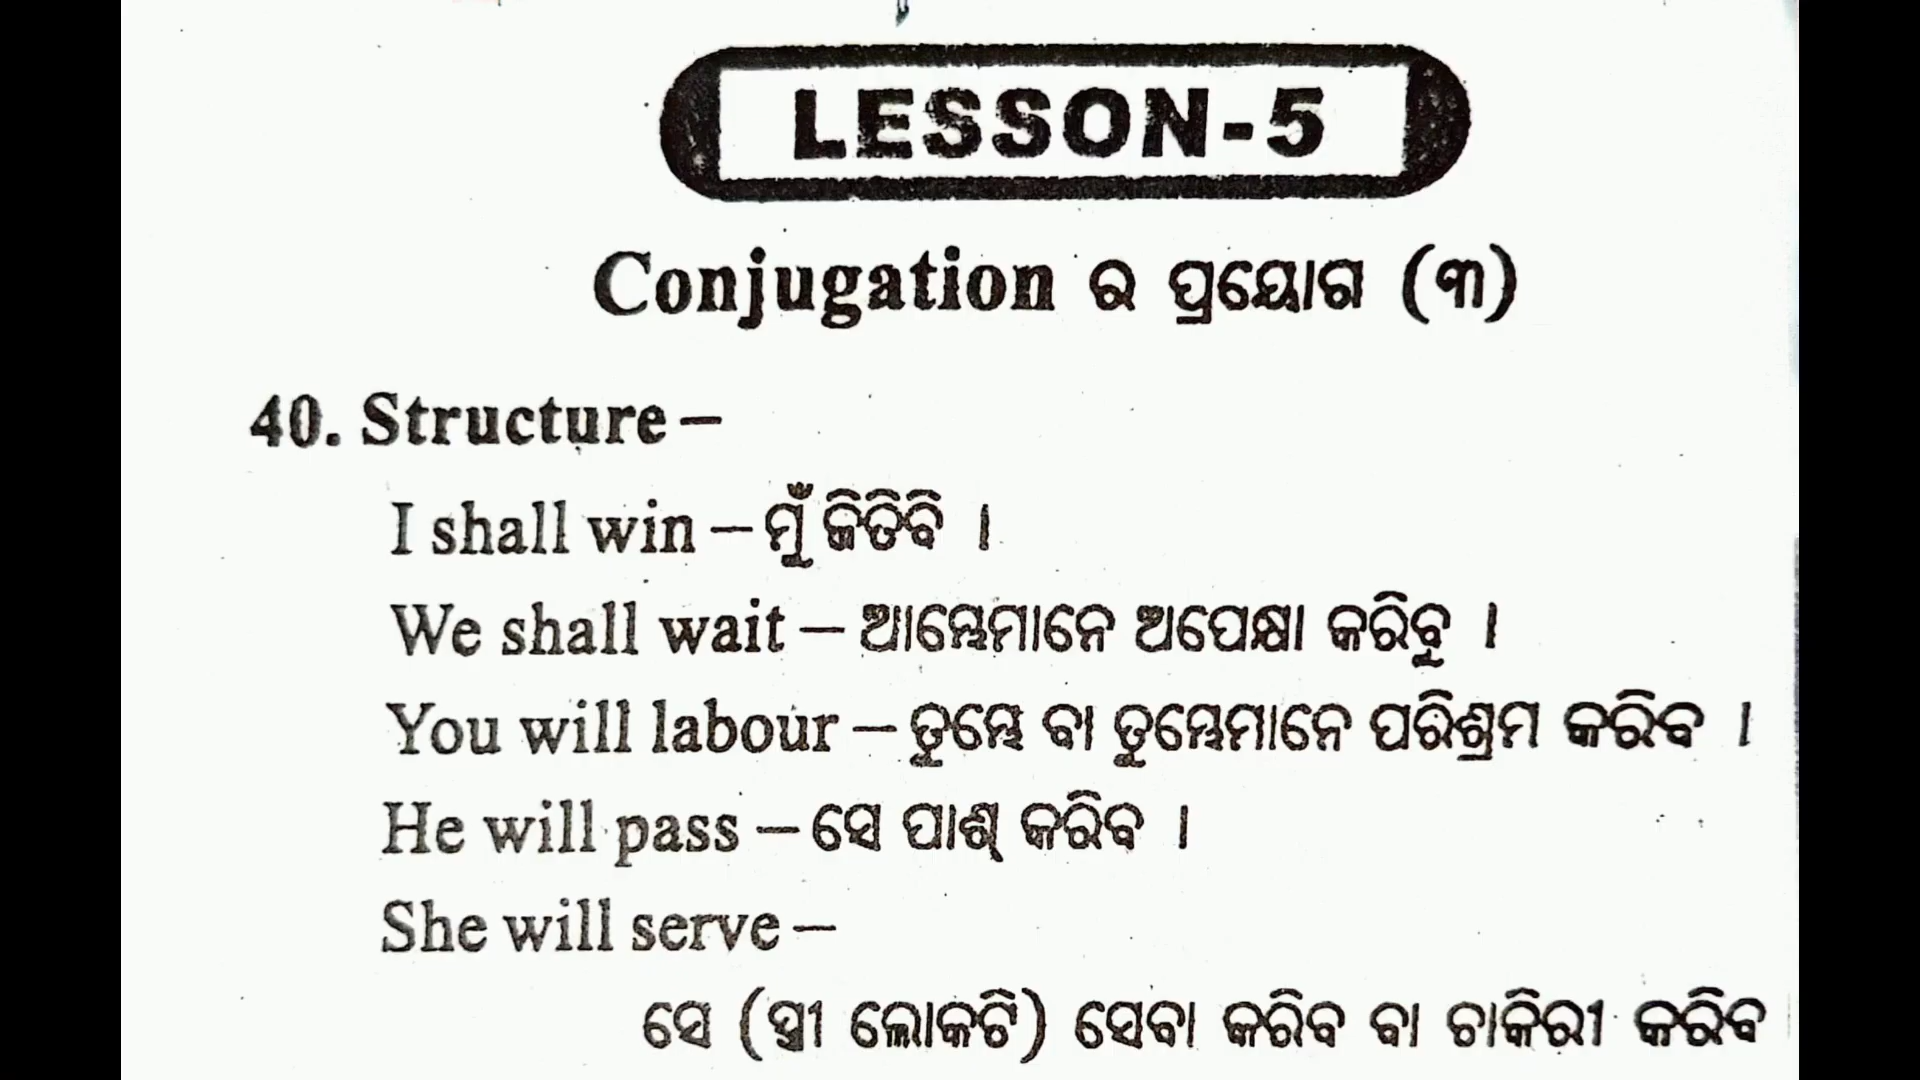 LESSON-5
Conjugation ର ପ୍ରୟୋଗ (୩)
40. Structure –
I shall win – ମୁଁ ଜିତିବି ।
We shall wait – ଆମ୍ଭେମାନେ ଅପେକ୍ଷା କରିବୁ ।
You will labour – ତୁମ୍ଭେ ବା ତୁମ୍ଭେମାନେ ପରିଶ୍ରମ କରିବ ।
He will pass – ସେ ପାଶ୍ କରିବ ।
She will serve –
ସେ (ସ୍ତ୍ରୀ ଲୋକଟି) ସେବା କରିବ ବା ଚାକିରୀ କରିବ